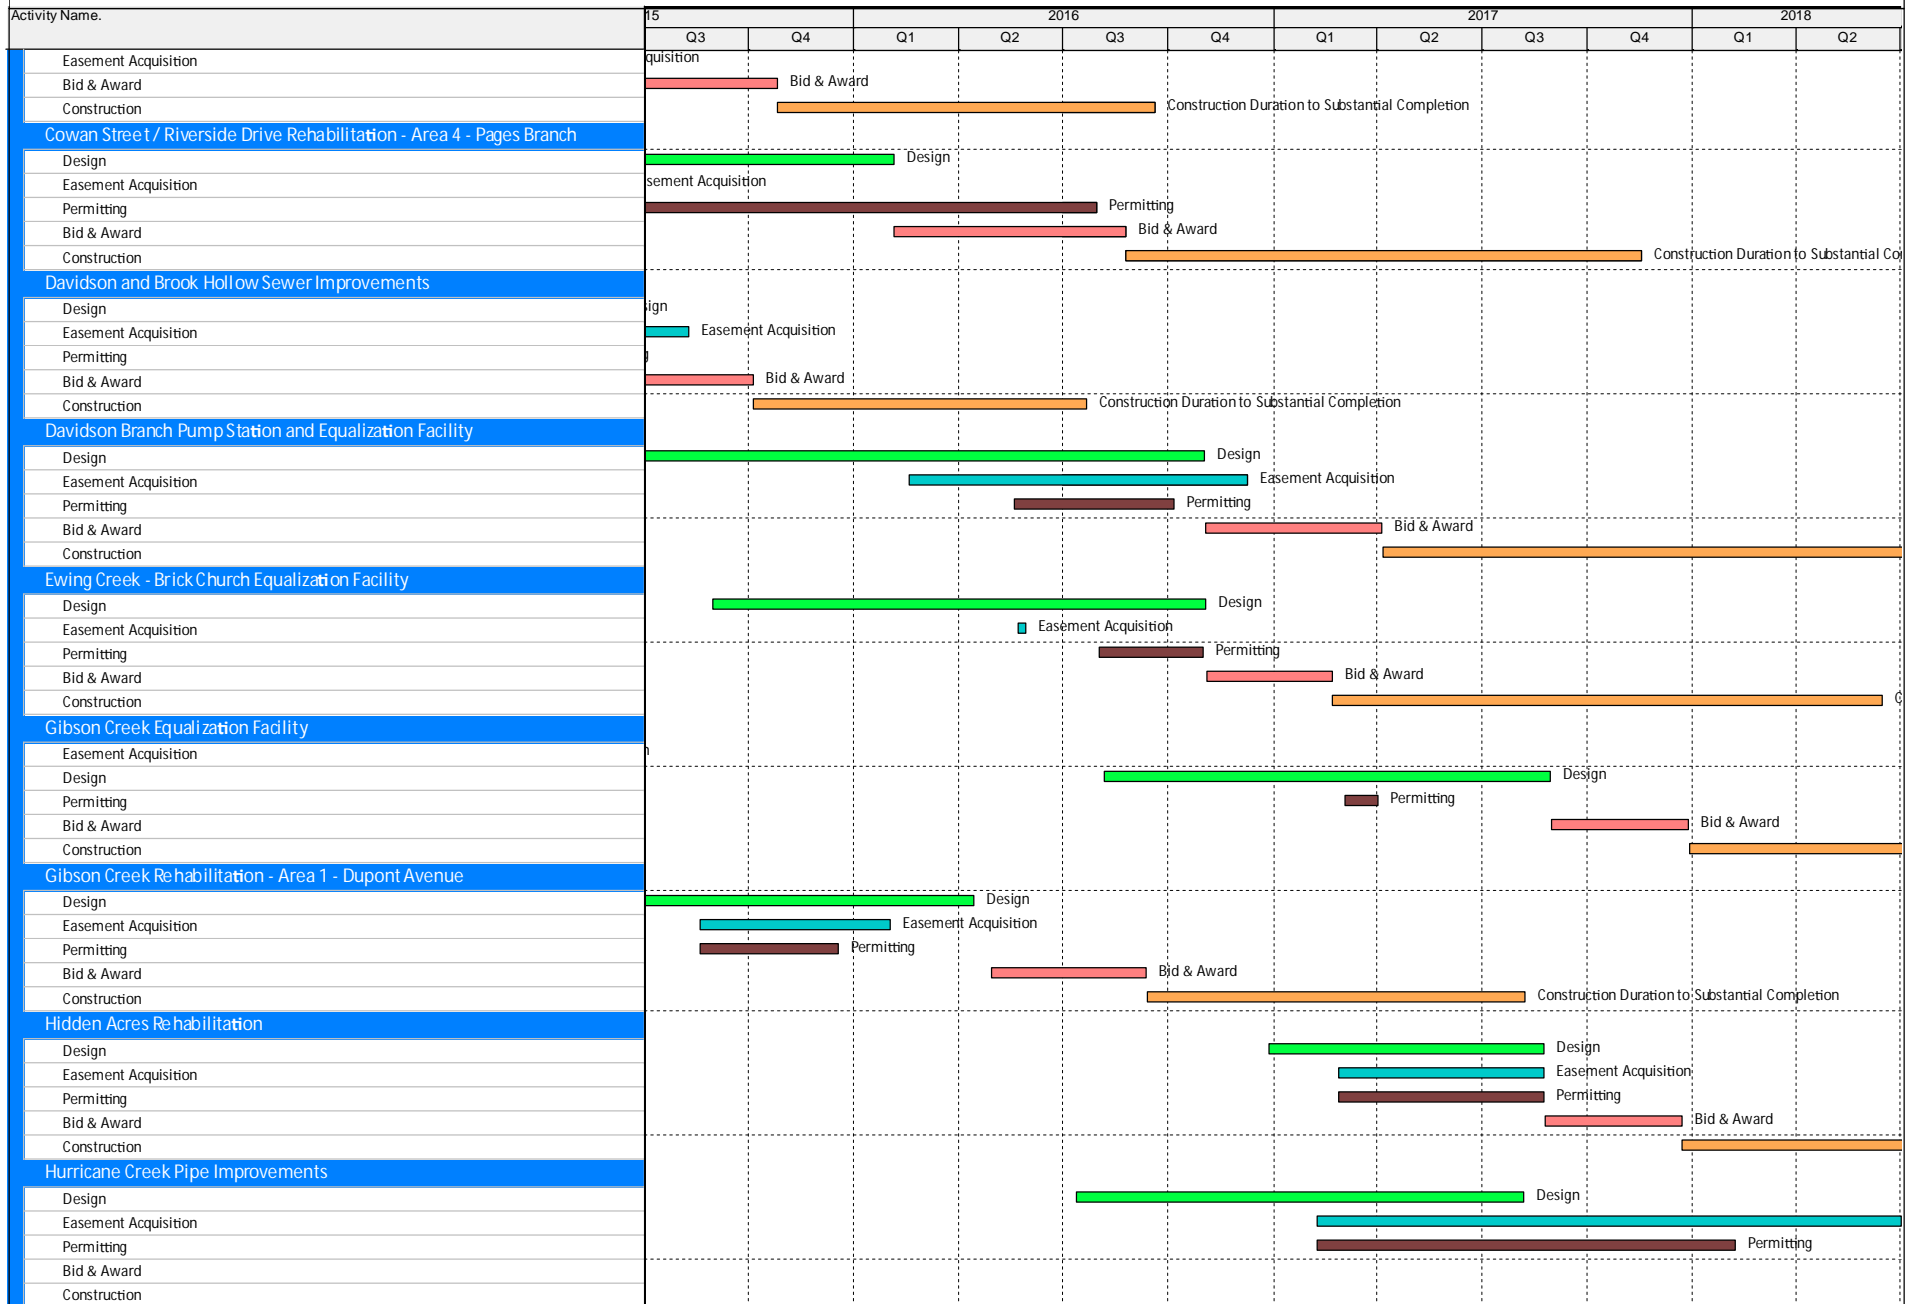 Activity Name. 15 2016 2017 2018
Q3 Q4 Q1 Q2 Q3 Q4 Q1 Q2 Q3 Q4 Q1 Q2
Easement Acquisition quisition
Bid & Award Bid & Award
Construction Construction Duration to Substantial Completion
Cowan Street / Riverside Drive Rehabilitation - Area 4 - Pages Branch
Design Design
Easement Acquisition sement Acquisition
Permitting Permitting
Bid & Award Bid & Award
Construction Construction Duration to Substantial Co
Davidson and Brook Hollow Sewer Improvements
Design sign
Easement Acquisition Easement Acquisition
Permitting g
Bid & Award Bid & Award
Construction Construction Duration to Substantial Completion
Davidson Branch Pump Station and Equalization Facility
Design Design
Easement Acquisition Easement Acquisition
Permitting Permitting
Bid & Award Bid & Award
Construction
Ewing Creek - Brick Church Equalization Facility
Design Design
Easement Acquisition Easement Acquisition
Permitting Permitting
Bid & Award Bid & Award
Construction C
Gibson Creek Equalization Facility
Easement Acquisition n
Design Design
Permitting Permitting
Bid & Award Bid & Award
Construction
Gibson Creek Rehabilitation - Area 1 - Dupont Avenue
Design Design
Easement Acquisition Easement Acquisition
Permitting Permitting
Bid & Award Bid & Award
Construction Construction Duration to Substantial Completion
Hidden Acres Rehabilitation
Design Design
Easement Acquisition Easement Acquisition
Permitting Permitting
Bid & Award Bid & Award
Construction
Hurricane Creek Pipe Improvements
Design Design
Easement Acquisition
Permitting Permitting
Bid & Award
Construction